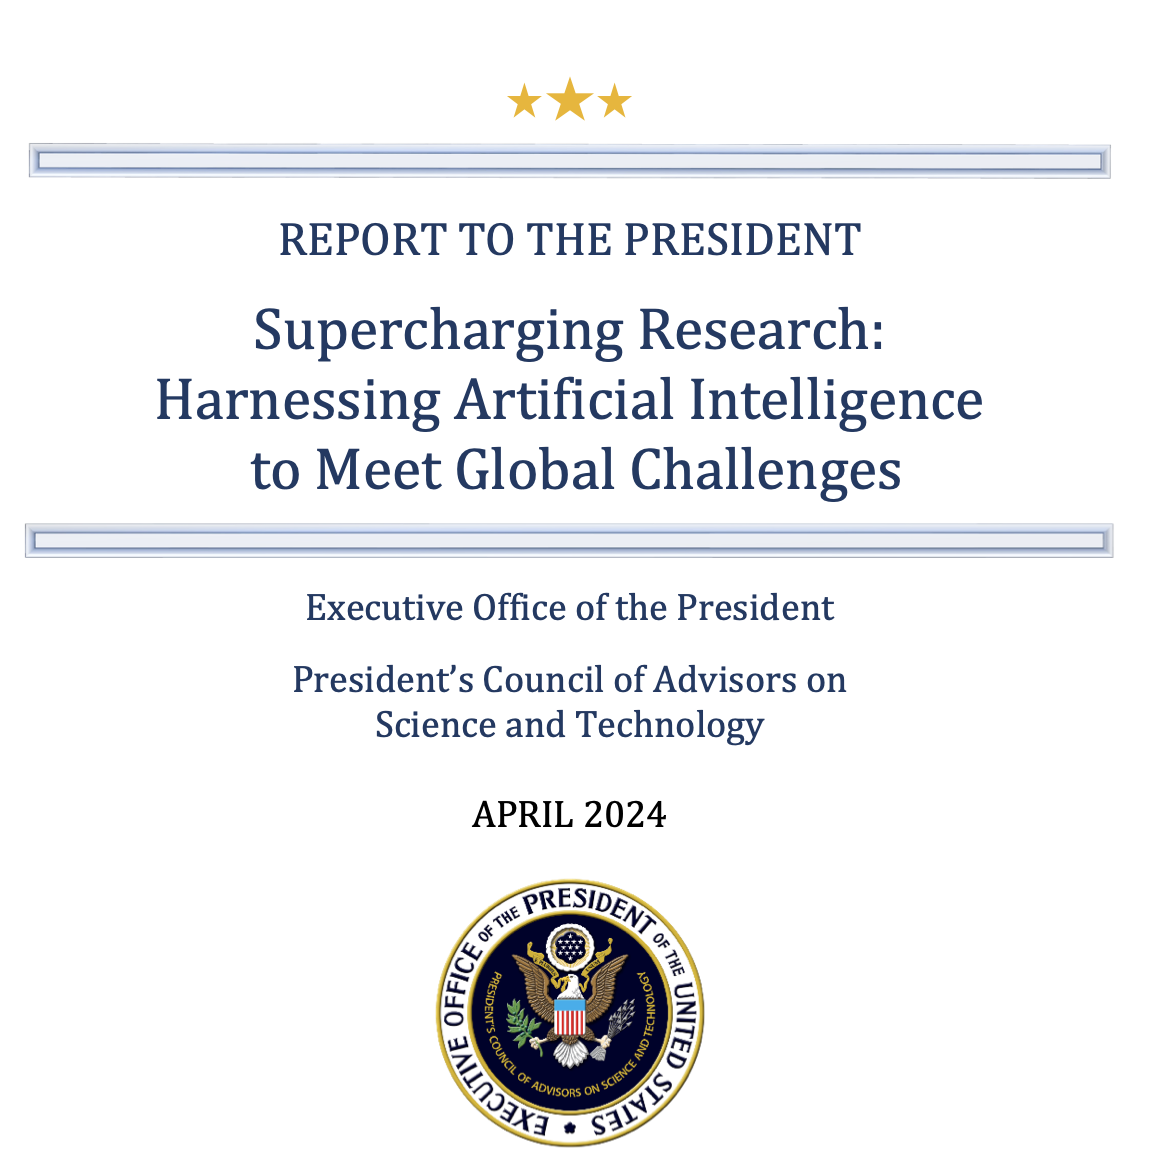 REPORT TO THE PRESIDENT
Supercharging Research:
Harnessing Artificial Intelligence
to Meet Global Challenges
Executive Office of the President
President’s Council of Advisors on
Science and Technology
APRIL 2024
EXECUTIVE OFFICE OF THE PRESIDENT OF THE UNITED STATES
PRESIDENT'S COUNCIL OF ADVISORS ON SCIENCE AND TECHNOLOGY